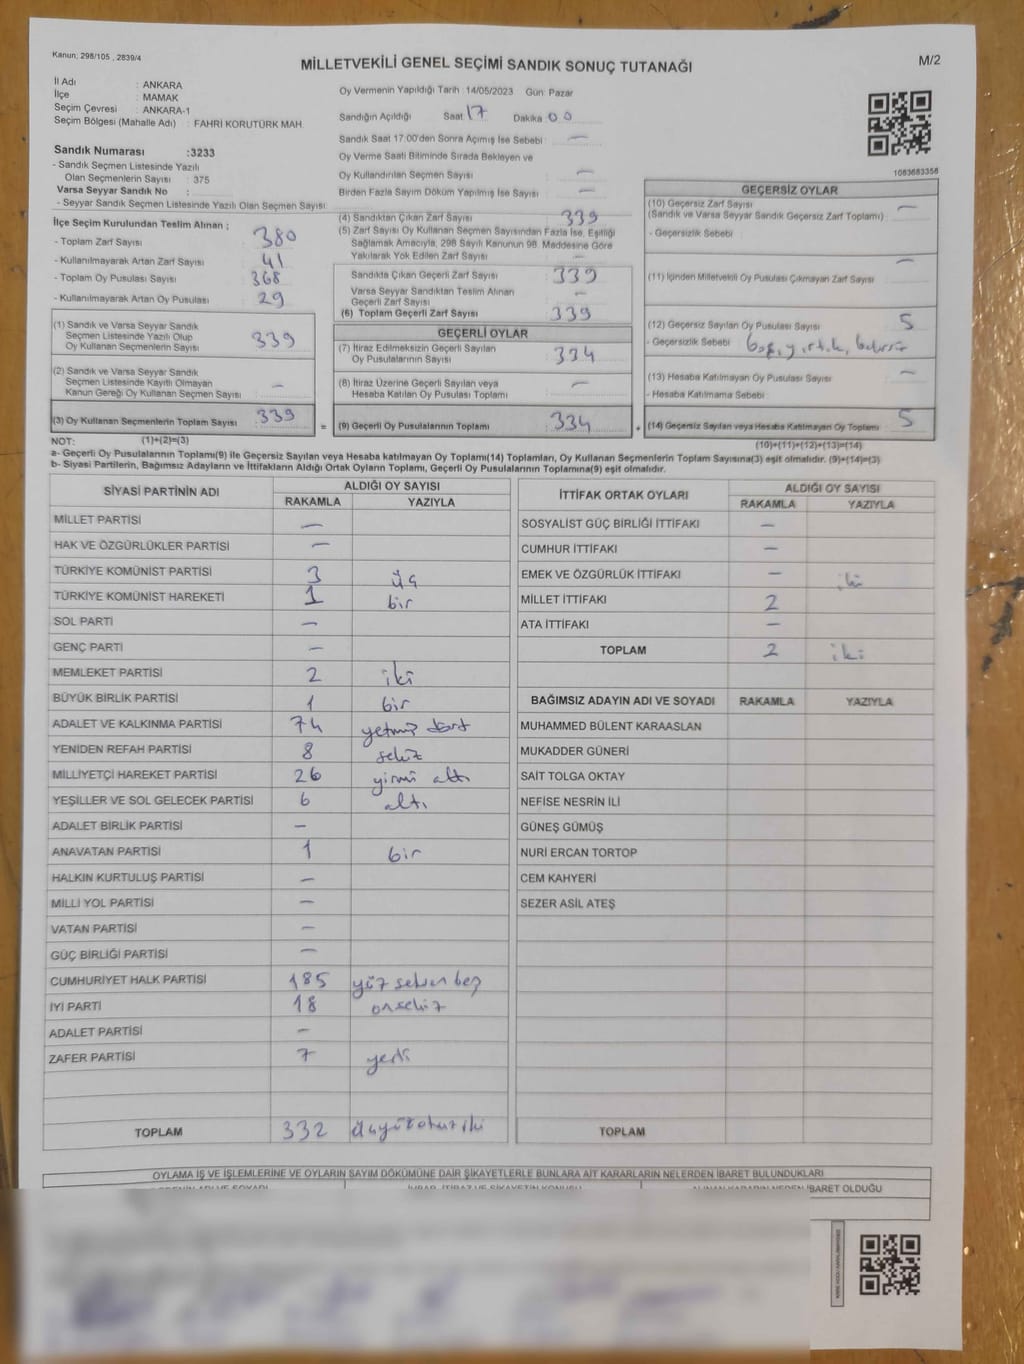 Kanun; 298/105 , 2839/4
MİLLETVEKİLİ GENEL SEÇİMİ SANDIK SONUÇ TUTANAĞI
M/2
İl Adı : ANKARA
İlçe : MAMAK
Seçim Çevresi : ANKARA-1
Seçim Bölgesi (Mahalle Adı) : FAHRİ KORUTÜRK MAH.
Oy Vermenin Yapıldığı Tarih : 14/05/2023 Gün: Pazar
Sandığın Açıldığı Saat 17 Dakika 00
Sandık Saat 17:00'den Sonra Açımış İse Sebebi : —
Oy Verme Saati Bitiminde Sırada Bekleyen ve
Oy Kullandırılan Seçmen Sayısı —
Birden Fazla Sayım Döküm Yapılmış İse Sayısı —
Sandık Numarası :3233
- Sandık Seçmen Listesinde Yazılı
Olan Seçmenlerin Sayısı : 375
Varsa Seyyar Sandık No :
- Seyyar Sandık Seçmen Listesinde Yazılı Olan Seçmen Sayısı:
1083683358
İlçe Seçim Kurulundan Teslim Alınan ;
- Toplam Zarf Sayısı 380
- Kullanılmayarak Artan Zarf Sayısı 41
- Toplam Oy Pusulası Sayısı 368
- Kullanılmayarak Artan Oy Pusulası 29
(1) Sandık ve Varsa Seyyar Sandık
Seçmen Listesinde Yazılı Olup
Oy Kullanan Seçmenlerin Sayısı 339
(2) Sandık ve Varsa Seyyar Sandık
Seçmen Listesinde Kayıtlı Olmayan
Kanun Gereği Oy Kullanan Seçmen Sayısı —
(3) Oy Kullanan Seçmenlerin Toplam Sayısı 339 =
(4) Sandıktan Çıkan Zarf Sayısı 339
(5) Zarf Sayısı Oy Kullanan Seçmen Sayısından Fazla İse, Eşitliği
Sağlamak Amacıyla, 298 Sayılı Kanunun 98. Maddesine Göre
Yakılarak Yok Edilen Zarf Sayısı —
Sandıkta Çıkan Geçerli Zarf Sayısı 339
Varsa Seyyar Sandıktan Teslim Alınan
Geçerli Zarf Sayısı —
(6) Toplam Geçerli Zarf Sayısı 339
GEÇERLİ OYLAR
(7) İtiraz Edilmeksizin Geçerli Sayılan
Oy Pusulalarının Sayısı 334
(8) İtiraz Üzerine Geçerli Sayılan veya
Hesaba Katılan Oy Pusulası Toplamı —
(9) Geçerli Oy Pusulalarının Toplamı 334 +
GEÇERSİZ OYLAR
(10) Geçersiz Zarf Sayısı —
(Sandık ve Varsa Seyyar Sandık Geçersiz Zarf Toplamı)
- Geçersizlik Sebebi :
(11) İçinden Milletvekili Oy Pusulası Çıkmayan Zarf Sayısı —
(12) Geçersiz Sayılan Oy Pusulası Sayısı 5
- Geçersizlik Sebebi boş, yırtık, belirsiz
(13) Hesaba Katılmayan Oy Pusulası Sayısı —
- Hesaba Katılmama Sebebi
(14) Geçersiz Sayılan veya Hesaba Katılmayan Oy Toplamı 5
NOT: (1)+(2)=(3) (10)+(11)+(12)+(13)=(14)
a- Geçerli Oy Pusulalarının Toplamı(9) ile Geçersiz Sayılan veya Hesaba katılmayan Oy Toplamı(14) Toplamları, Oy Kullanan Seçmenlerin Toplam Sayısına(3) eşit olmalıdır. (9)+(14)=(3)
b- Siyasi Partilerin, Bağımsız Adayların ve İttifakların Aldığı Ortak Oyların Toplamı, Geçerli Oy Pusulalarının Toplamına(9) eşit olmalıdır.
SİYASİ PARTİNİN ADI ALDIĞI OY SAYISI
RAKAMLA YAZIYLA
MİLLET PARTİSİ —
HAK VE ÖZGÜRLÜKLER PARTİSİ —
TÜRKİYE KOMÜNİST PARTİSİ 3 üç
TÜRKİYE KOMÜNİST HAREKETİ 1 bir
SOL PARTİ —
GENÇ PARTİ —
MEMLEKET PARTİSİ 2 iki
BÜYÜK BİRLİK PARTİSİ 1 bir
ADALET VE KALKINMA PARTİSİ 74 yetmiş dört
YENİDEN REFAH PARTİSİ 8 sekiz
MİLLİYETÇİ HAREKET PARTİSİ 26 yirmi altı
YEŞİLLER VE SOL GELECEK PARTİSİ 6 altı
ADALET BİRLİK PARTİSİ —
ANAVATAN PARTİSİ 1 bir
HALKIN KURTULUŞ PARTİSİ —
MİLLİ YOL PARTİSİ —
VATAN PARTİSİ —
GÜÇ BİRLİĞİ PARTİSİ —
CUMHURİYET HALK PARTİSİ 185 yüz seksen beş
İYİ PARTİ 18 onsekiz
ADALET PARTİSİ —
ZAFER PARTİSİ 7 yedi
TOPLAM 332 üçyüzotuziki
İTTİFAK ORTAK OYLARI ALDIĞI OY SAYISI
RAKAMLA YAZIYLA
SOSYALİST GÜÇ BİRLİĞİ İTTİFAKI —
CUMHUR İTTİFAKI —
EMEK VE ÖZGÜRLÜK İTTİFAKI — iki
MİLLET İTTİFAKI 2
ATA İTTİFAKI —
TOPLAM 2 iki
BAĞIMSIZ ADAYIN ADI VE SOYADI RAKAMLA YAZIYLA
MUHAMMED BÜLENT KARAASLAN
MUKADDER GÜNERİ
SAİT TOLGA OKTAY
NEFİSE NESRİN İLİ
GÜNEŞ GÜMÜŞ
NURİ ERCAN TORTOP
CEM KAHYERİ
SEZER ASİL ATEŞ
TOPLAM
OYLAMA İŞ VE İŞLEMLERİNE VE OYLARIN SAYIM DÖKÜMÜNE DAİR ŞİKAYETLERLE BUNLARA AİT KARARLARIN NELERDEN İBARET BULUNDUKLARI
İBARET OLDUĞU